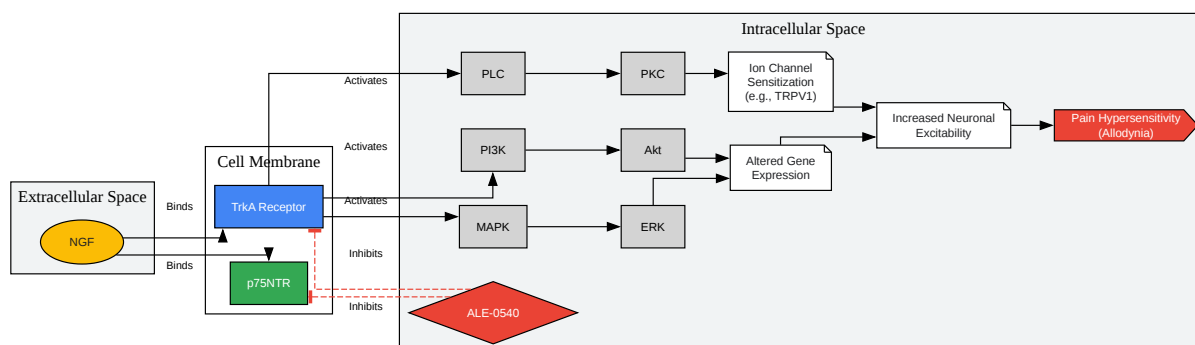 Intracellular Space
Cell Membrane
Extracellular Space
NGF
Binds
Binds
TrkA Receptor
p75NTR
Activates
Activates
Activates
Inhibits
Inhibits
PLC
PKC
Ion Channel
Sensitization
(e.g., TRPV1)
PI3K
Akt
Altered Gene
Expression
MAPK
ERK
Increased Neuronal
Excitability
Pain Hypersensitivity
(Allodynia)
ALE-0540